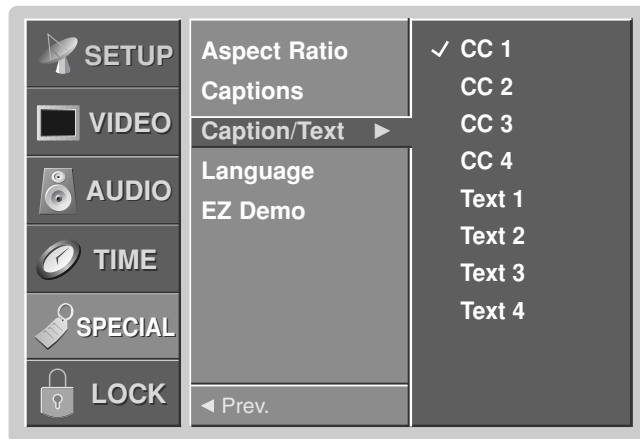 SETUP
VIDEO
AUDIO
TIME
SPECIAL
LOCK
Aspect Ratio
Captions
Caption/Text ►
Language
EZ Demo
◄ Prev.
✓ CC 1
CC 2
CC 3
CC 4
Text 1
Text 2
Text 3
Text 4